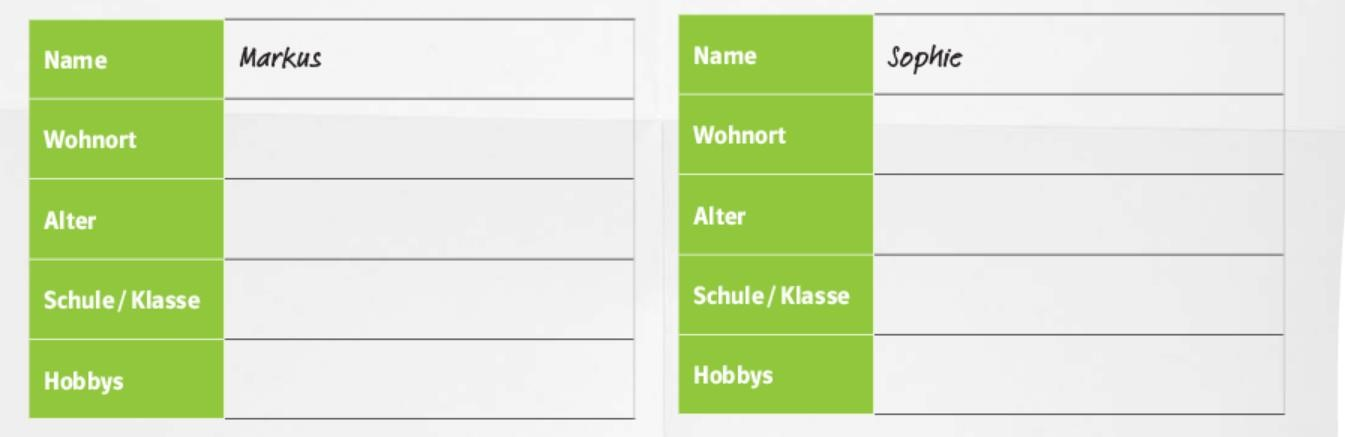 Name Markus
Wohnort
Alter
Schule / Klasse
Hobbys
Name Sophie
Wohnort
Alter
Schule / Klasse
Hobbys